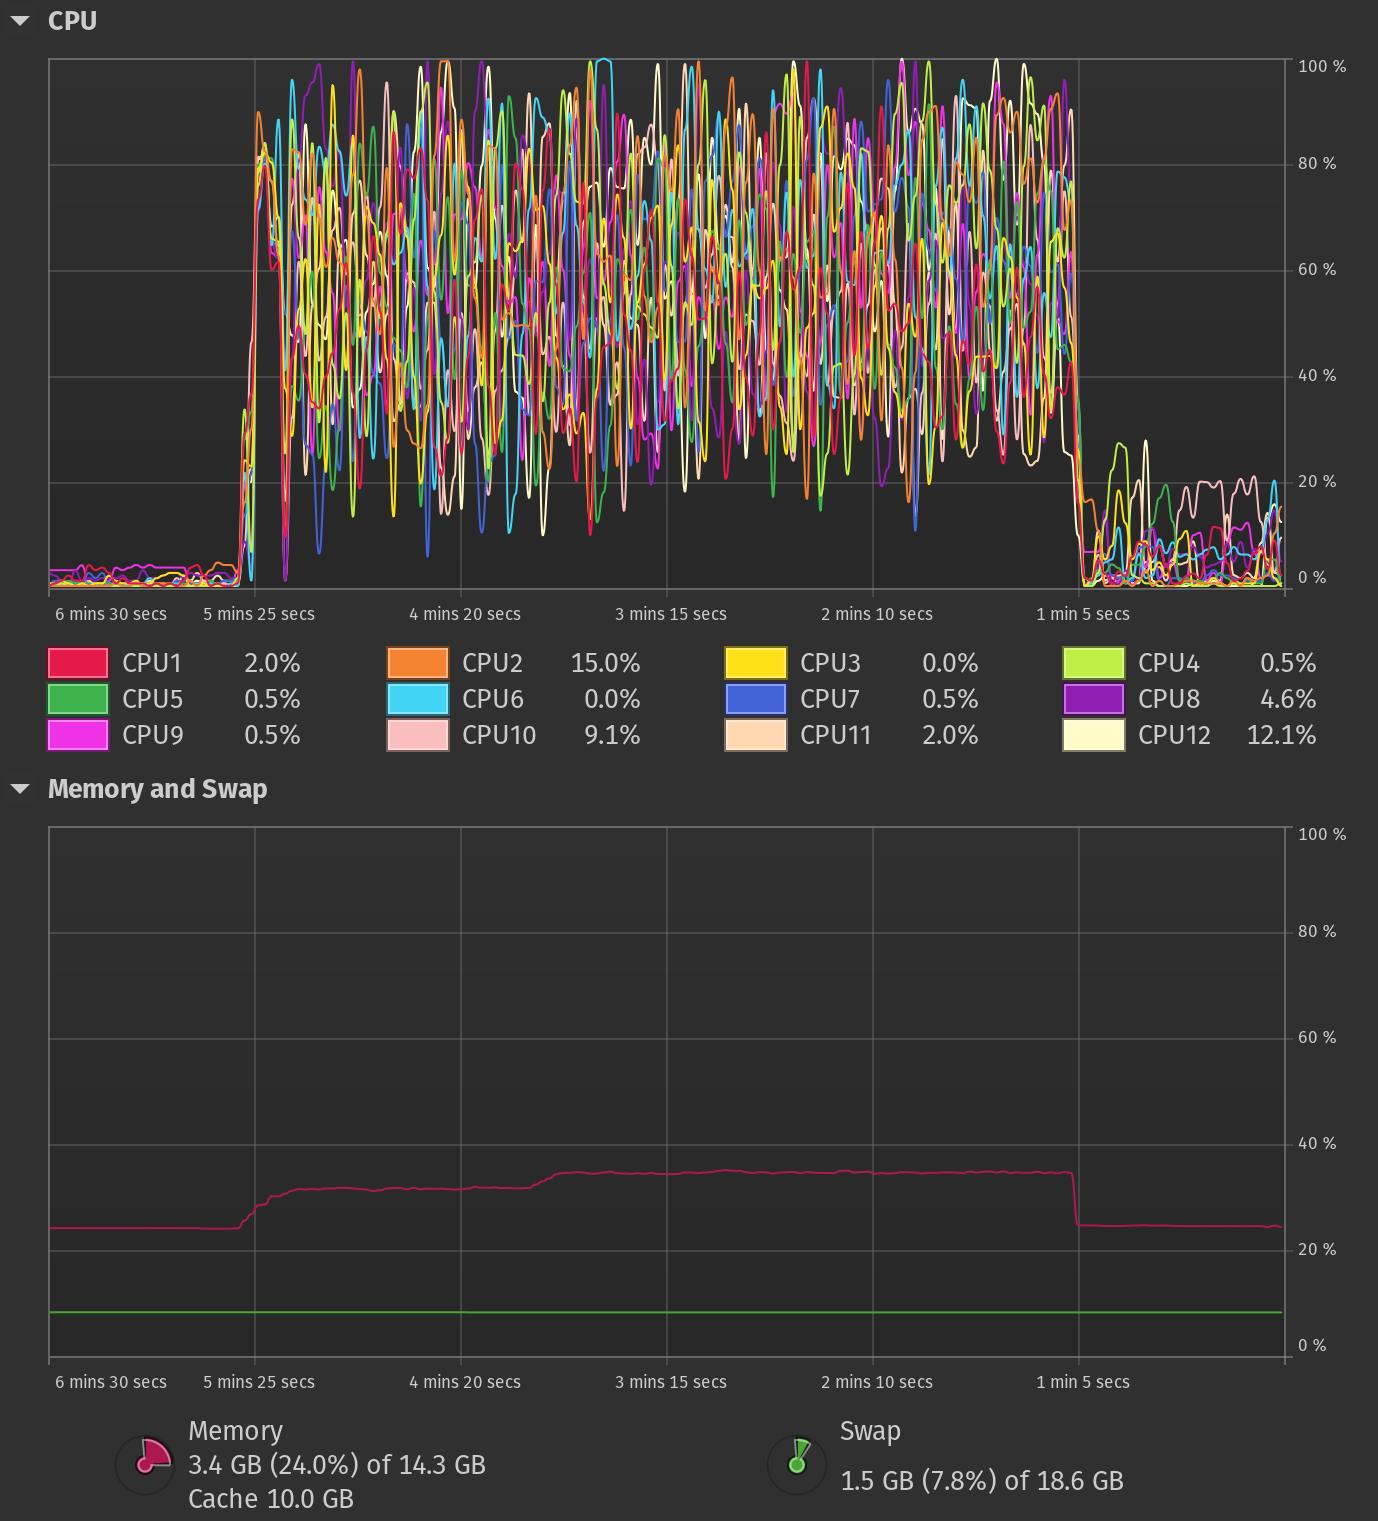 CPU
100 %
80 %
60 %
40 %
20 %
0 %
6 mins 30 secs 5 mins 25 secs 4 mins 20 secs 3 mins 15 secs 2 mins 10 secs 1 min 5 secs
CPU1 2.0% CPU2 15.0% CPU3 0.0% CPU4 0.5%
CPU5 0.5% CPU6 0.0% CPU7 0.5% CPU8 4.6%
CPU9 0.5% CPU10 9.1% CPU11 2.0% CPU12 12.1%
Memory and Swap
100 %
80 %
60 %
40 %
20 %
0 %
6 mins 30 secs 5 mins 25 secs 4 mins 20 secs 3 mins 15 secs 2 mins 10 secs 1 min 5 secs
Memory
3.4 GB (24.0%) of 14.3 GB
Cache 10.0 GB
Swap
1.5 GB (7.8%) of 18.6 GB